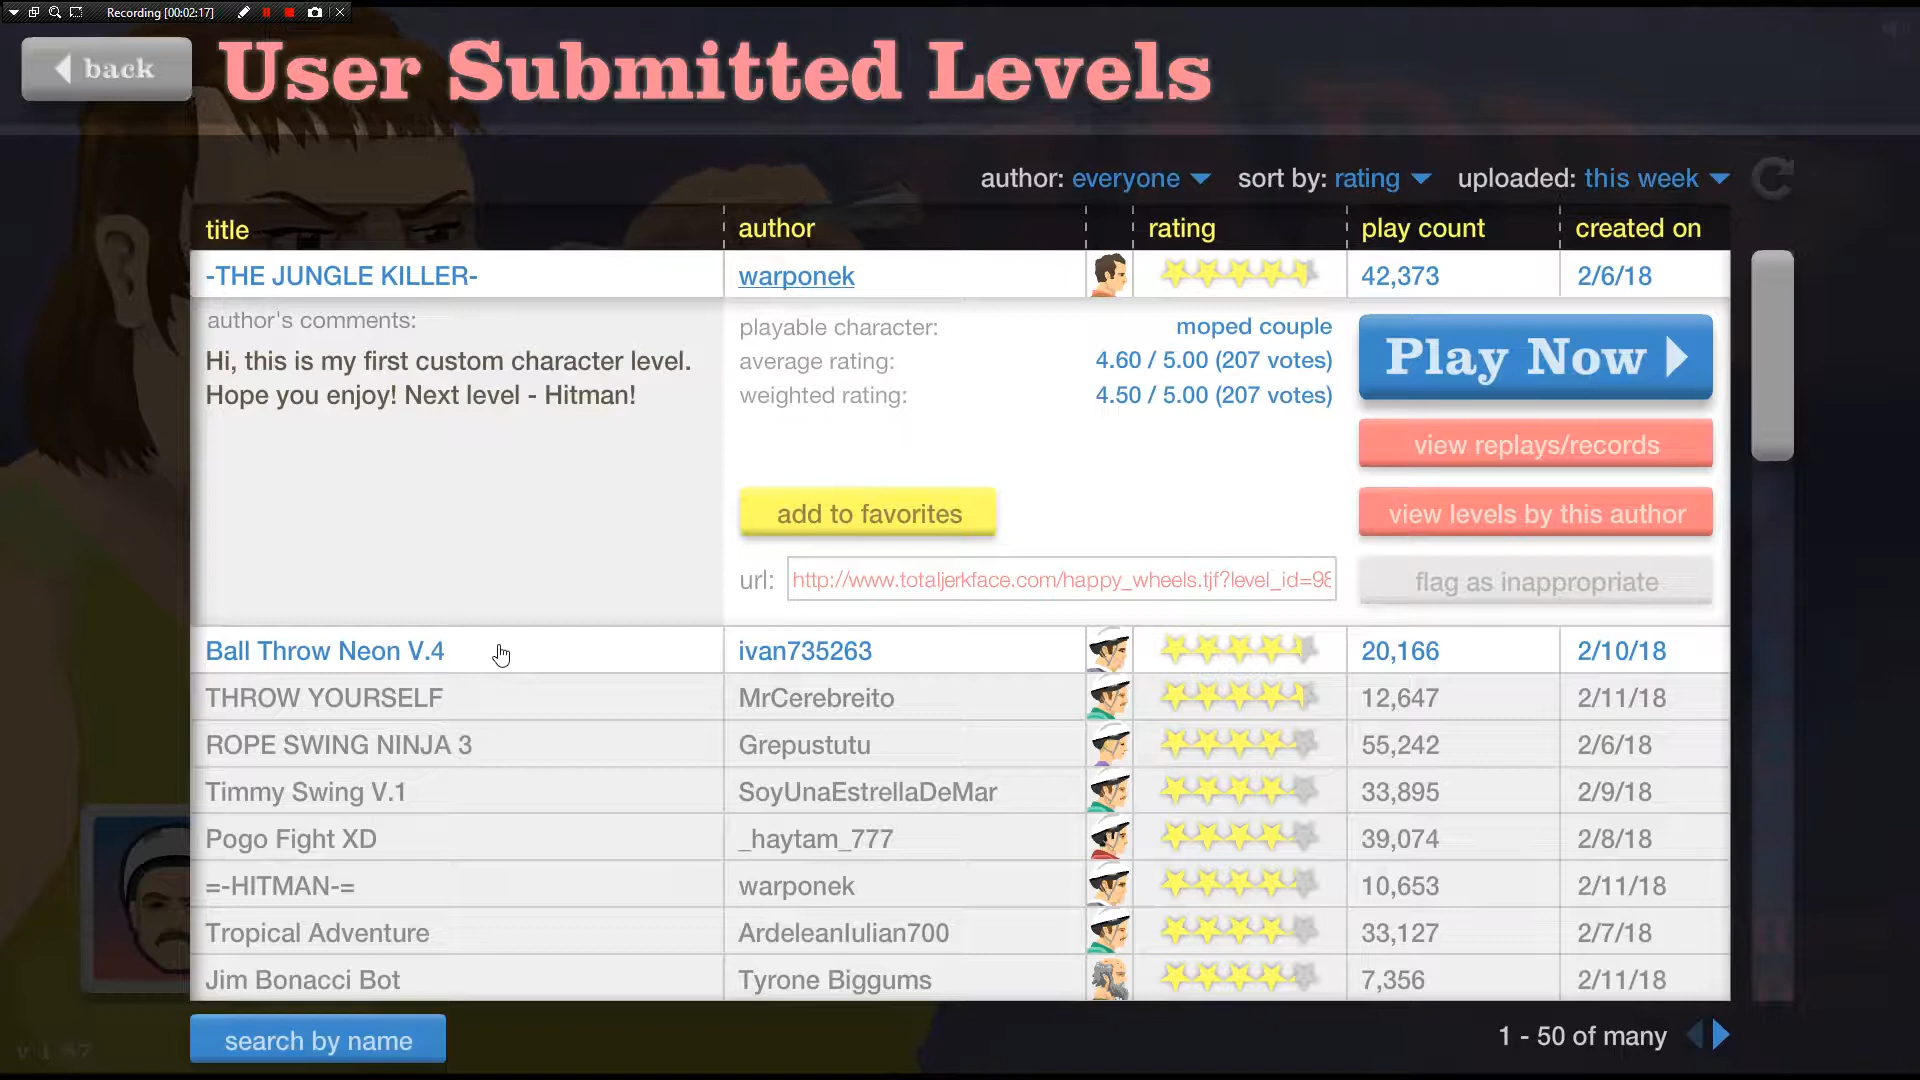 Recording [00:02:17]
back
User Submitted Levels
author: everyone sort by: rating uploaded: this week
title author rating play count created on
-THE JUNGLE KILLER- warponek 42,373 2/6/18
author's comments:
Hi, this is my first custom character level.
Hope you enjoy! Next level - Hitman!
playable character: moped couple
average rating: 4.60 / 5.00 (207 votes)
weighted rating: 4.50 / 5.00 (207 votes)
Play Now
view replays/records
add to favorites
view levels by this author
url: http://www.totaljerkface.com/happy_wheels.tjf?level_id=98
flag as inappropriate
Ball Throw Neon V.4 ivan735263 20,166 2/10/18
THROW YOURSELF MrCerebreito 12,647 2/11/18
ROPE SWING NINJA 3 Grepustutu 55,242 2/6/18
Timmy Swing V.1 SoyUnaEstrellaDeMar 33,895 2/9/18
Pogo Fight XD _haytam_777 39,074 2/8/18
=-HITMAN-= warponek 10,653 2/11/18
Tropical Adventure ArdeleanIulian700 33,127 2/7/18
Jim Bonacci Bot Tyrone Biggums 7,356 2/11/18
search by name
1 - 50 of many